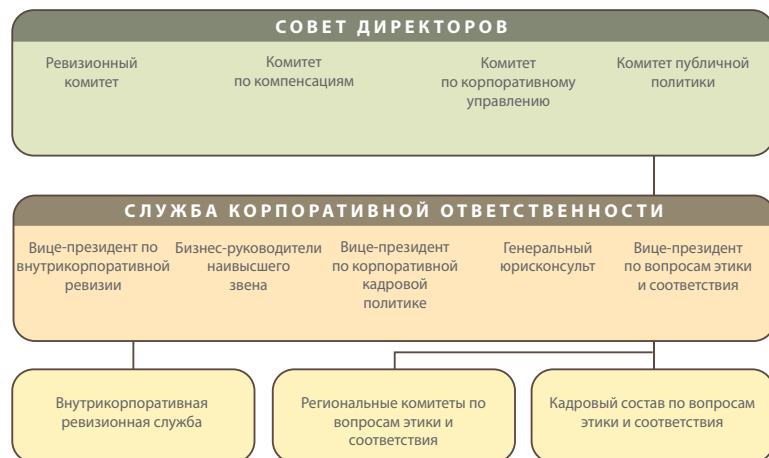 СОВЕТ ДИРЕКТОРОВ
Ревизионный
комитет
Комитет
по компенсациям
Комитет
по корпоративному
управлению
Комитет публичной
политики
СЛУЖБА КОРПОРАТИВНОЙ ОТВЕТСТВЕННОСТИ
Вице-президент по
внутрикорпоративной
ревизии
Бизнес-руководители
наивысшего
звена
Вице-президент
по корпоративной
кадровой
политике
Генеральный
юрисконсульт
Вице-президент
по вопросам этики
и соответствия
Внутрикорпоративная
ревизионная служба
Региональные комитеты по
вопросам этики и
соответствия
Кадровый состав по вопросам
этики и соответствия